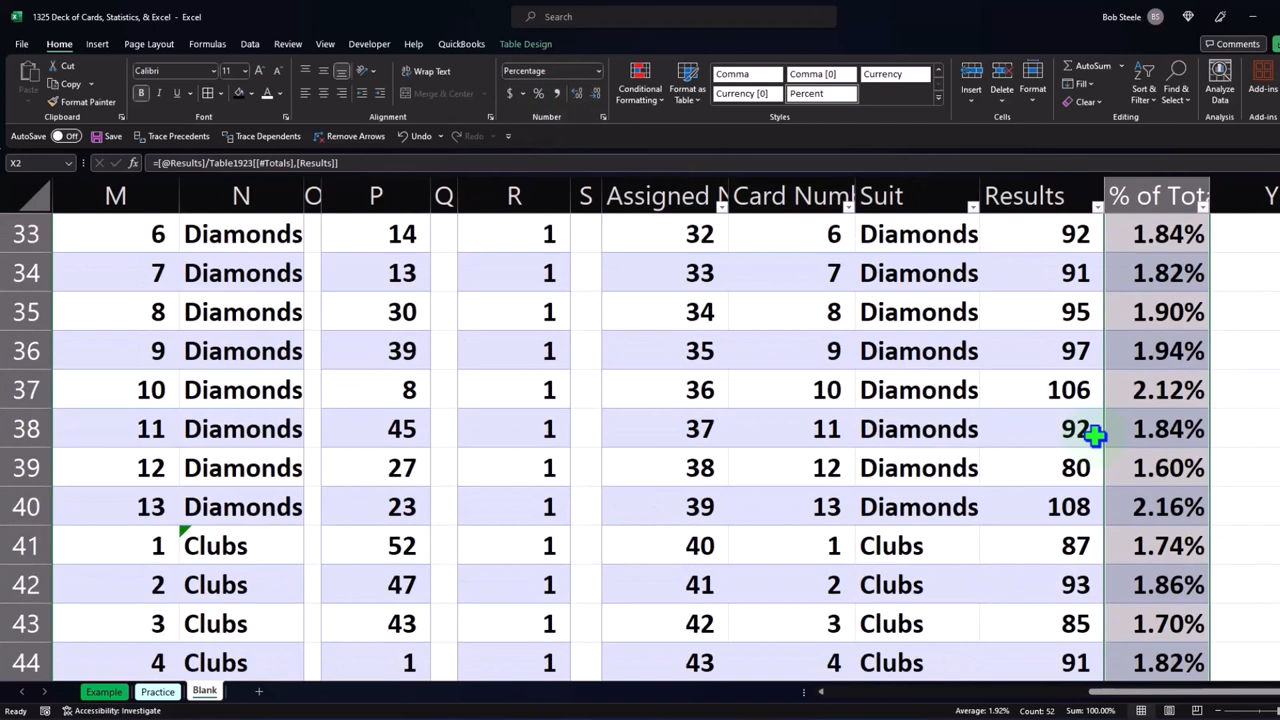 1325 Deck of Cards, Statistics, & Excel - Excel
Search
Bob Steele
BS
File Home Insert Page Layout Formulas Data Review View Developer Help QuickBooks Table Design
Comments
Paste
Cut
Copy
Format Painter
Clipboard
Calibri 11
B I U
Font
Wrap Text
Merge & Center
Alignment
Percentage
$ % ,
Number
Conditional Formatting
Format as Table
Comma Comma [0] Currency
Currency [0] Percent
Styles
Insert Delete Format
Cells
AutoSum
Fill
Clear
Sort & Filter
Find & Select
Editing
Analyze Data
Analysis
Add-ins
Add-ins
AutoSave Off Save Trace Precedents Trace Dependents Remove Arrows Undo Redo
X2 fx =[@Results]/Table1923[[#Totals],[Results]]
M N O P Q R S Assigned N Card Num Suit Results % of Tot Y
33 6 Diamonds 14 1 32 6 Diamonds 92 1.84%
34 7 Diamonds 13 1 33 7 Diamonds 91 1.82%
35 8 Diamonds 30 1 34 8 Diamonds 95 1.90%
36 9 Diamonds 39 1 35 9 Diamonds 97 1.94%
37 10 Diamonds 8 1 36 10 Diamonds 106 2.12%
38 11 Diamonds 45 1 37 11 Diamonds 92 1.84%
39 12 Diamonds 27 1 38 12 Diamonds 80 1.60%
40 13 Diamonds 23 1 39 13 Diamonds 108 2.16%
41 1 Clubs 52 1 40 1 Clubs 87 1.74%
42 2 Clubs 47 1 41 2 Clubs 93 1.86%
43 3 Clubs 43 1 42 3 Clubs 85 1.70%
44 4 Clubs 1 1 43 4 Clubs 91 1.82%
Example Practice Blank
Ready Accessibility: Investigate Average: 1.92% Count: 52 Sum: 100.00%